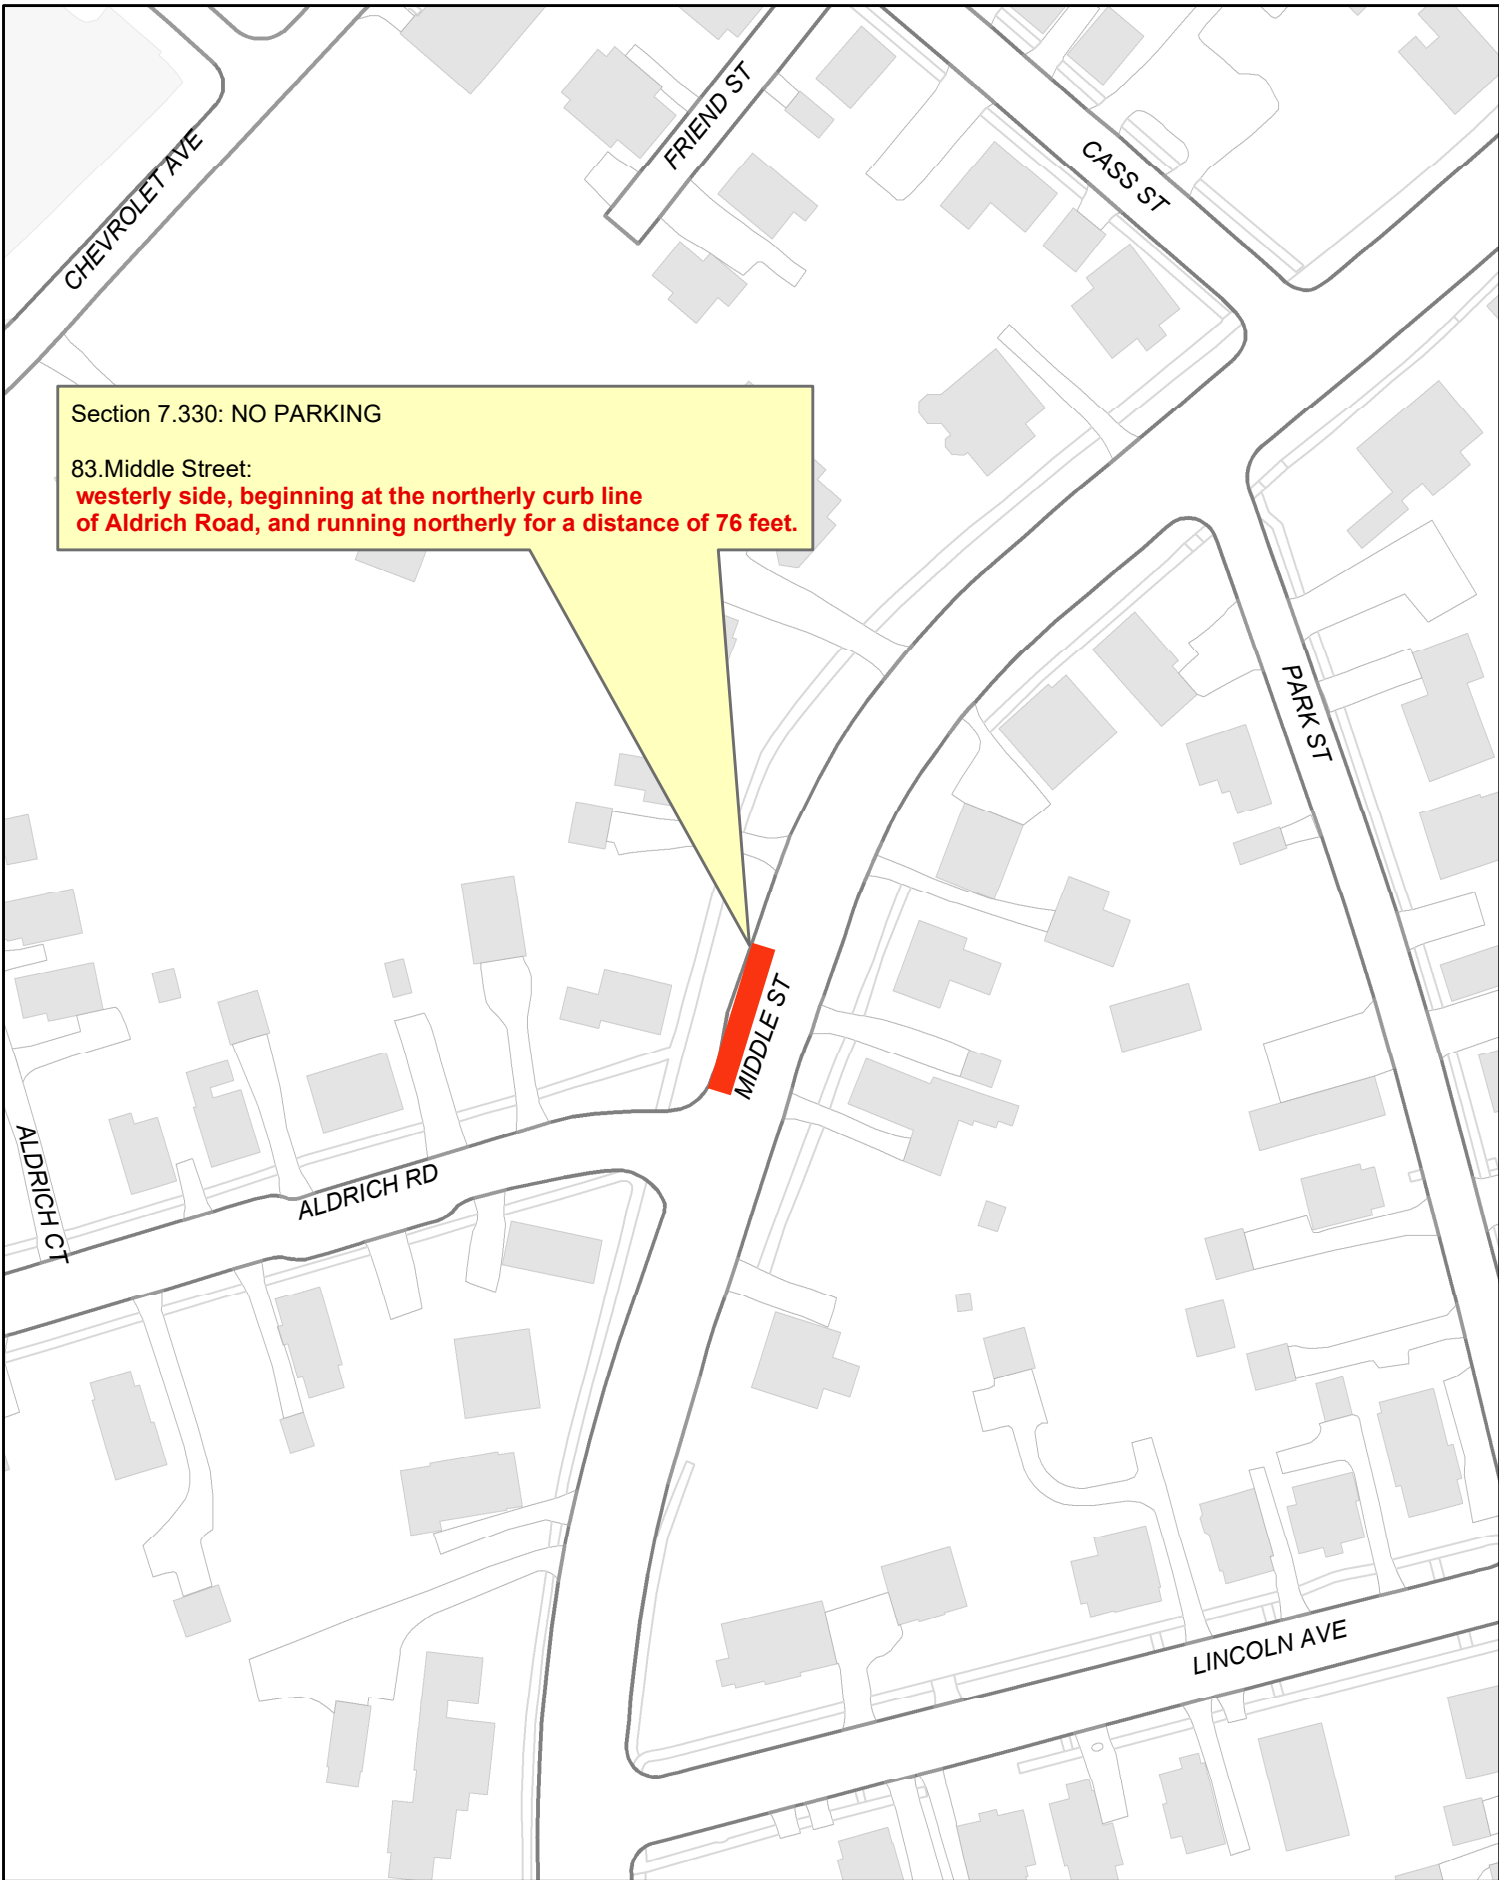 FRIEND ST
CASS ST
CHEVROLET AVE
Section 7.330: NO PARKING
83.Middle Street:
westerly side, beginning at the northerly curb line
of Aldrich Road, and running northerly for a distance of 76 feet.
PARK ST
MIDDLE ST
ALDRICH CT
ALDRICH RD
LINCOLN AVE